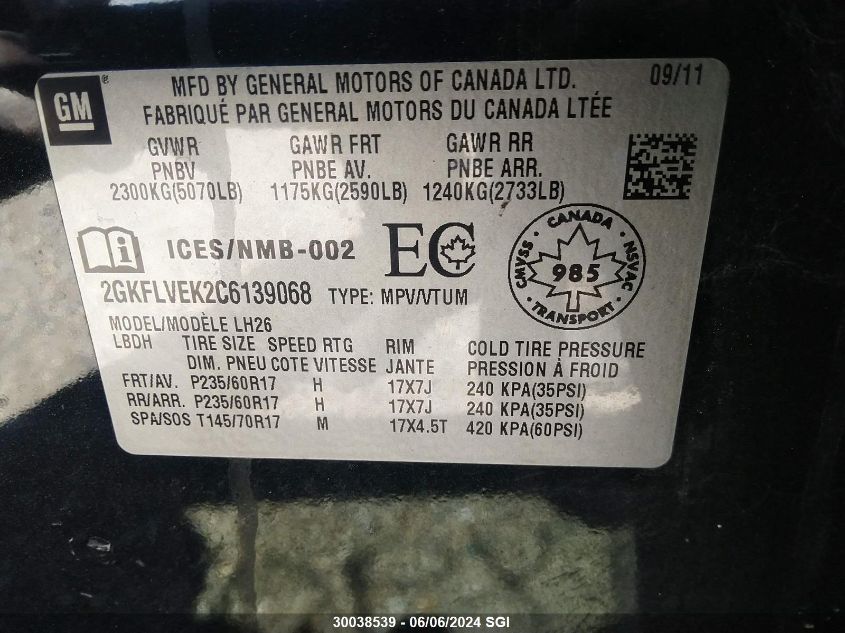 GM ® MFD BY GENERAL MOTORS OF CANADA LTD. 09/11
FABRIQUÉ PAR GENERAL MOTORS DU CANADA LTÉE
GVWR GAWR FRT GAWR RR
PNBV PNBE AV. PNBE ARR.
2300KG(5070LB) 1175KG(2590LB) 1240KG(2733LB)
i ICES/NMB-002 EC
CANADA
CMVSS 985 NSVAC
TRANSPORT
2GKFLVEK2C6139068 TYPE: MPV/VTUM
MODEL/MODÈLE LH26
LBDH TIRE SIZE SPEED RTG RIM COLD TIRE PRESSURE
DIM. PNEU COTE VITESSE JANTE PRESSION À FROID
FRT/AV. P235/60R17 H 17X7J 240 KPA(35PSI)
RR/ARR. P235/60R17 H 17X7J 240 KPA(35PSI)
SPA/SOS T145/70R17 M 17X4.5T 420 KPA(60PSI)
30038539 - 06/06/2024 SGI